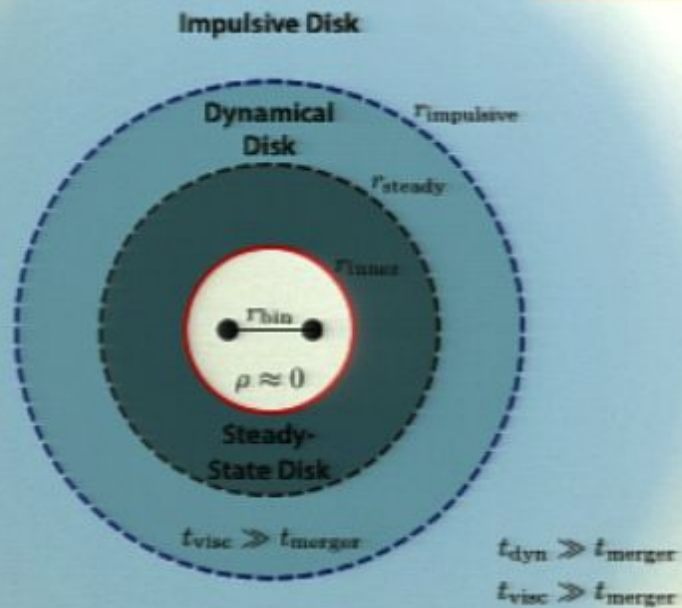 Impulsive Disk
Dynamical
Disk
r_impulsive
r_steady
r_inner
r_bin
ρ ≈ 0
Steady-
State Disk
t_visc ≫ t_merger
t_dyn ≫ t_merger
t_visc ≫ t_merger